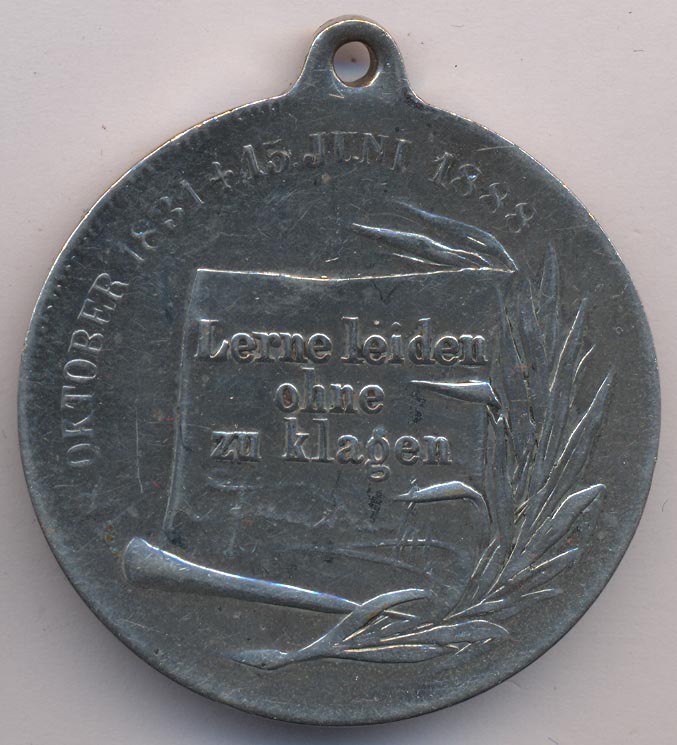 OKTOBER 1831 + 15 JUNI 1888
Lerne leiden
ohne
zu klagen